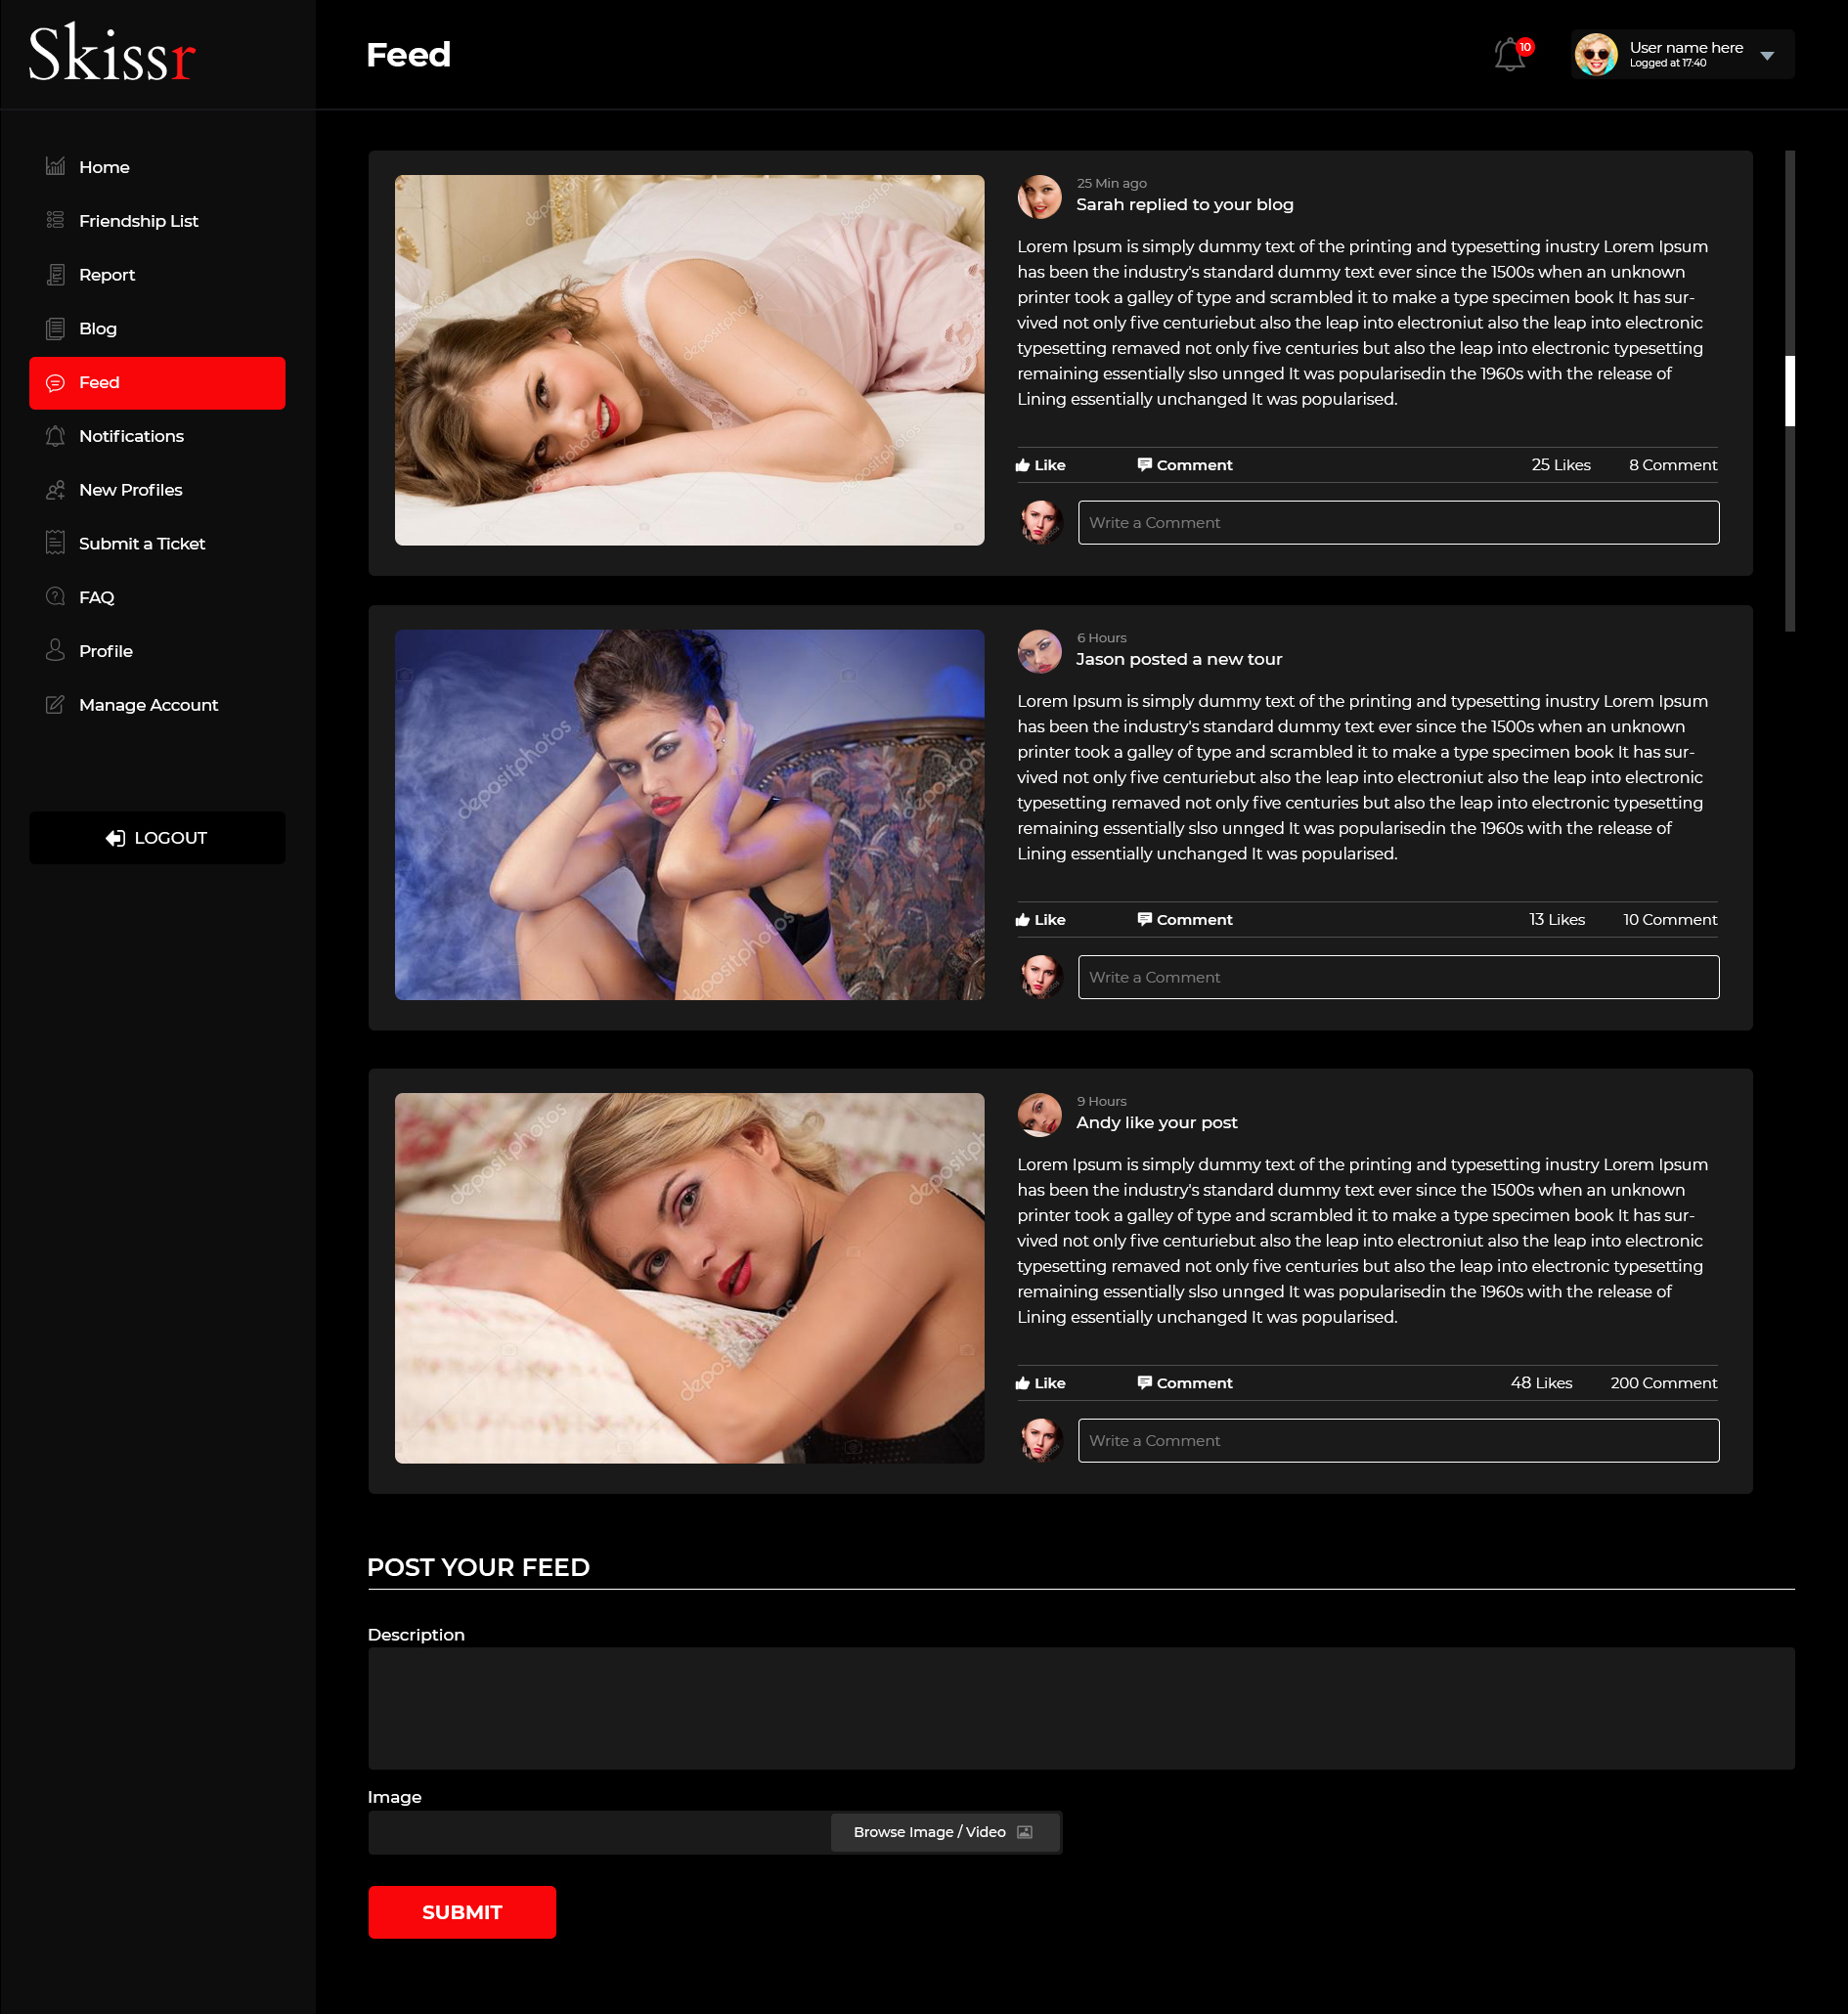 Skissr
Feed
10
User name here
Logged at 17:40
Home
Friendship List
Report
Blog
Feed
Notifications
New Profiles
Submit a Ticket
FAQ
Profile
Manage Account
LOGOUT
depositphotos
depositphotos
depositphotos
depositphotos
depositphotos
25 Min ago
Sarah replied to your blog
Lorem Ipsum is simply dummy text of the printing and typesetting inustry Lorem Ipsum
has been the industry's standard dummy text ever since the 1500s when an unknown
printer took a galley of type and scrambled it to make a type specimen book It has sur-
vived not only five centuriebut also the leap into electroniut also the leap into electronic
typesetting remaved not only five centuries but also the leap into electronic typesetting
remaining essentially slso unnged It was popularisedin the 1960s with the release of
Lining essentially unchanged It was popularised.
Like Comment 25 Likes 8 Comment
Write a Comment
depositphotos
depositphotos
depositphotos
6 Hours
Jason posted a new tour
Lorem Ipsum is simply dummy text of the printing and typesetting inustry Lorem Ipsum
has been the industry's standard dummy text ever since the 1500s when an unknown
printer took a galley of type and scrambled it to make a type specimen book It has sur-
vived not only five centuriebut also the leap into electroniut also the leap into electronic
typesetting remaved not only five centuries but also the leap into electronic typesetting
remaining essentially slso unnged It was popularisedin the 1960s with the release of
Lining essentially unchanged It was popularised.
Like Comment 13 Likes 10 Comment
Write a Comment
depositphotos
depositphotos
depositphotos
9 Hours
Andy like your post
Lorem Ipsum is simply dummy text of the printing and typesetting inustry Lorem Ipsum
has been the industry's standard dummy text ever since the 1500s when an unknown
printer took a galley of type and scrambled it to make a type specimen book It has sur-
vived not only five centuriebut also the leap into electroniut also the leap into electronic
typesetting remaved not only five centuries but also the leap into electronic typesetting
remaining essentially slso unnged It was popularisedin the 1960s with the release of
Lining essentially unchanged It was popularised.
Like Comment 48 Likes 200 Comment
Write a Comment
POST YOUR FEED
Description
Image
Browse Image / Video
SUBMIT